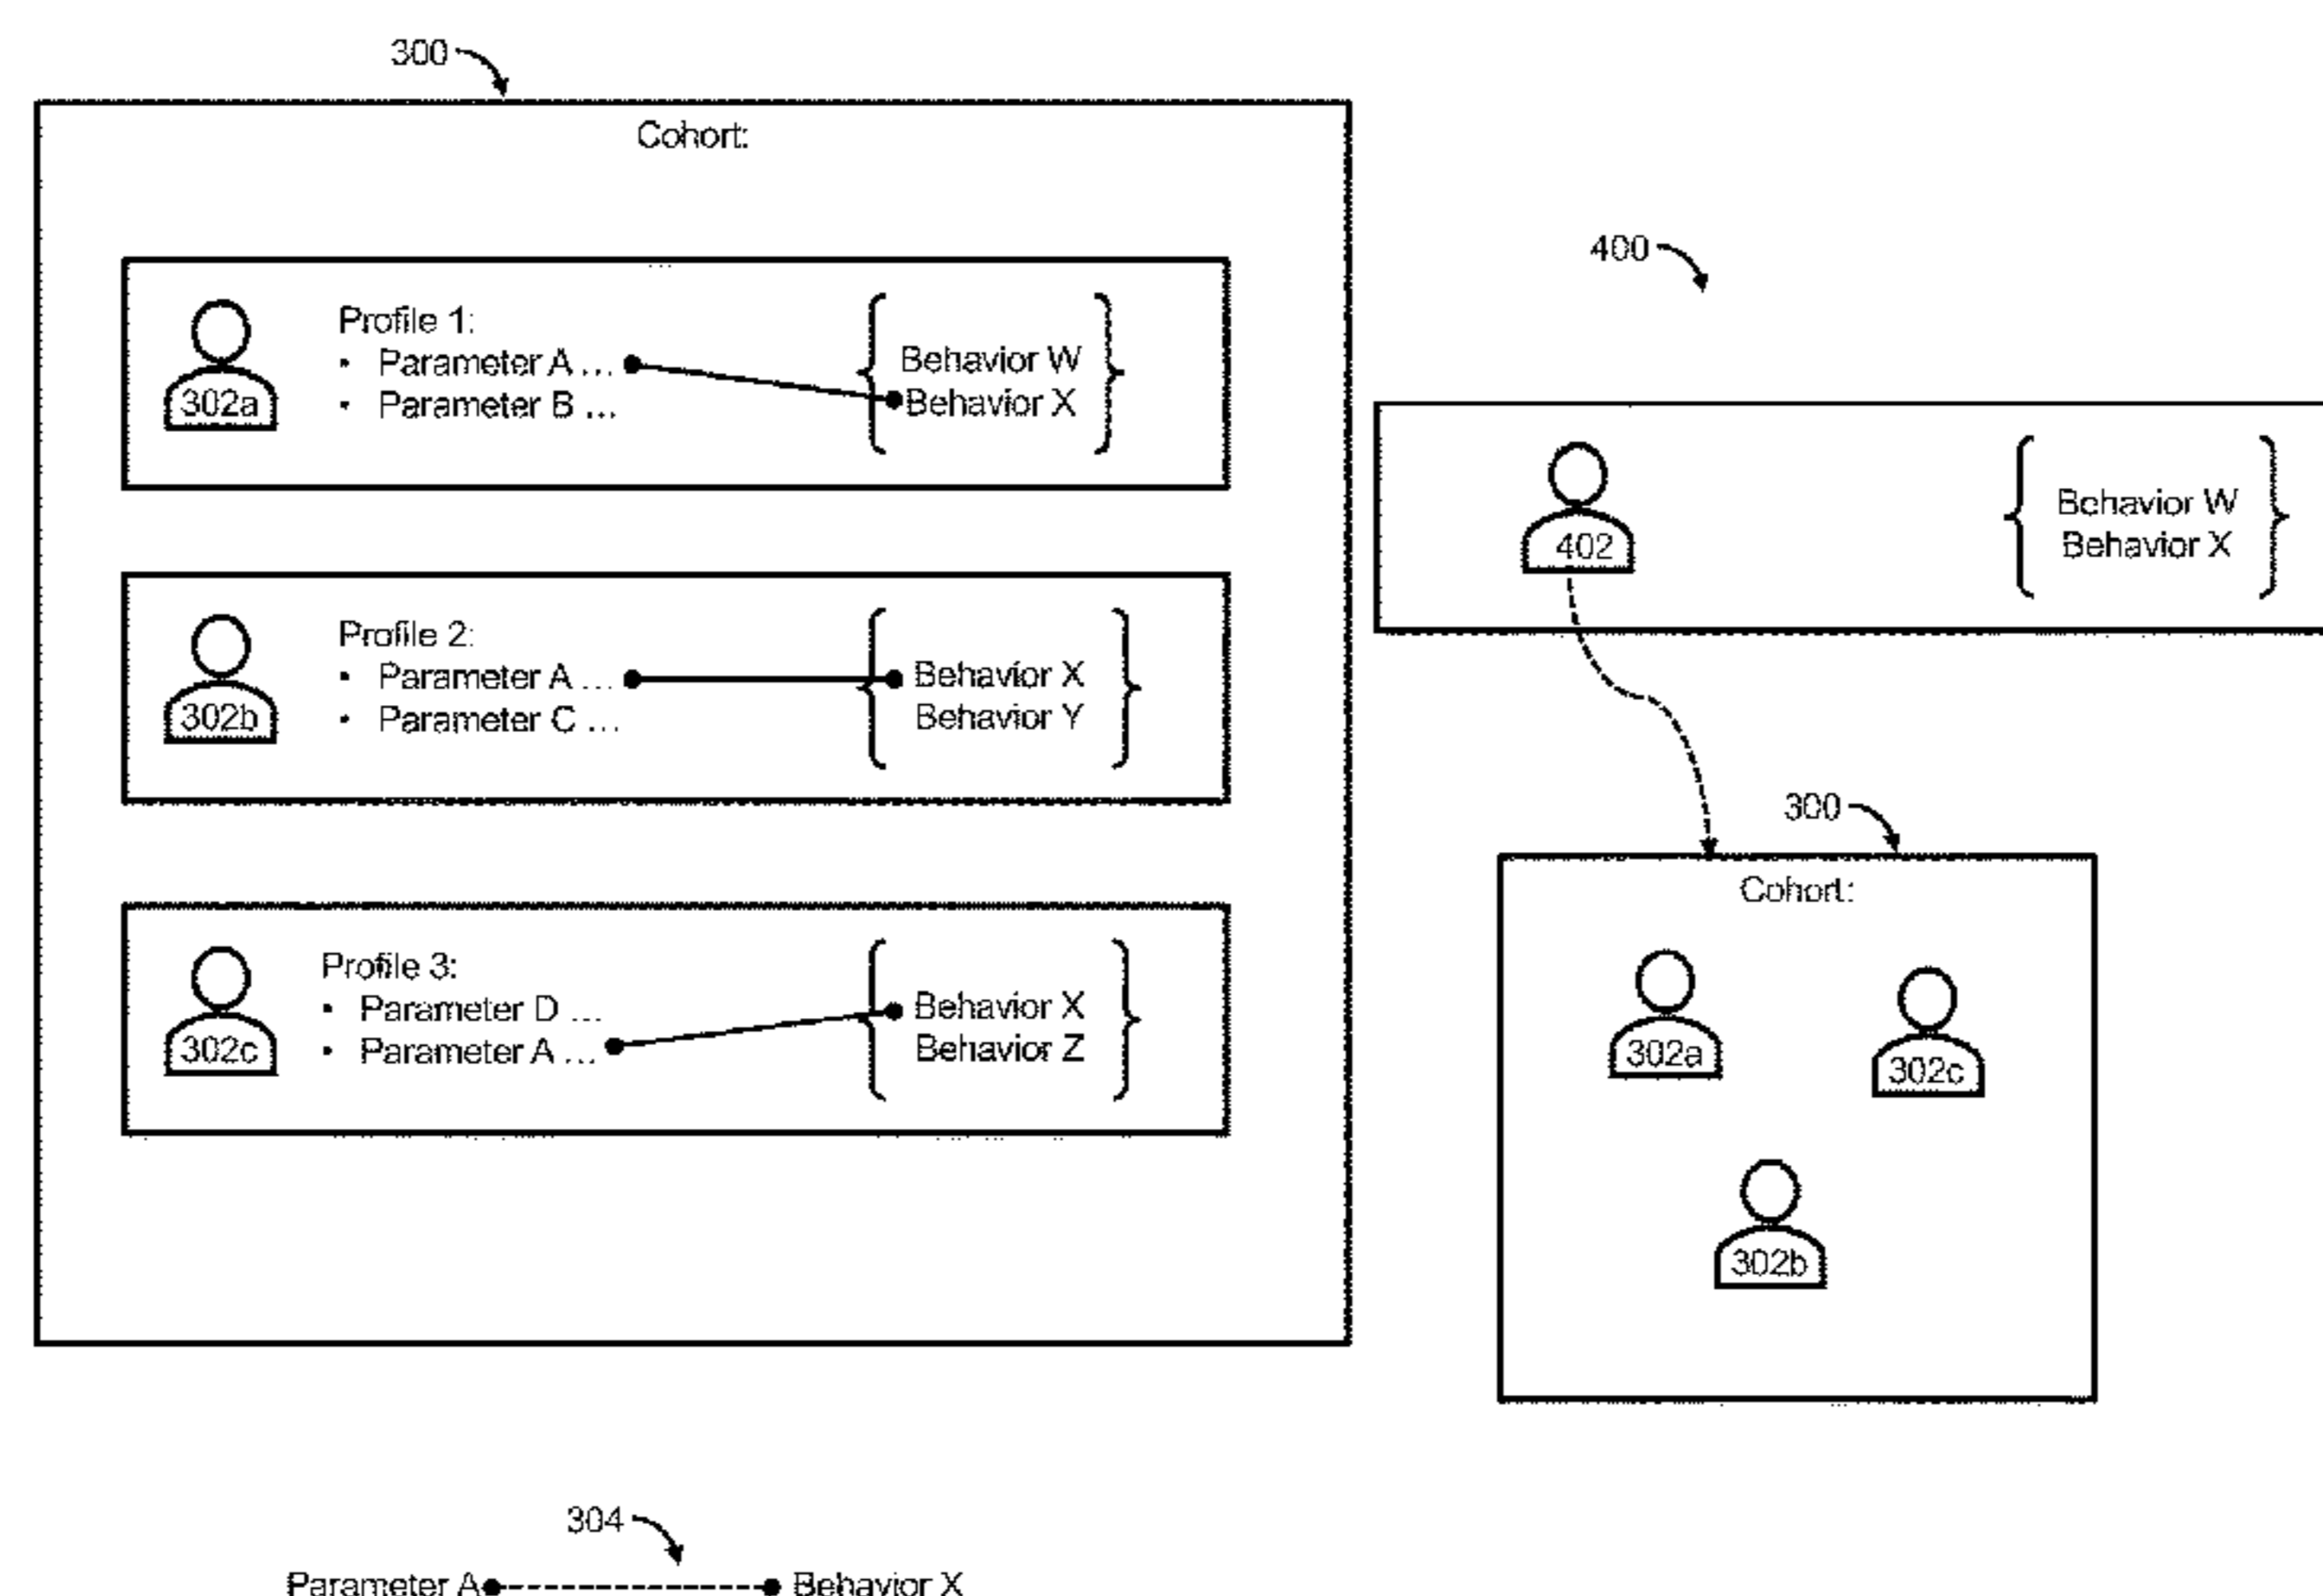 300
Cohort:
302a
Profile 1:
• Parameter A ...
• Parameter B ...
Behavior W
Behavior X
302b
Profile 2:
• Parameter A ...
• Parameter C ...
Behavior X
Behavior Y
302c
Profile 3:
• Parameter D ...
• Parameter A ...
Behavior X
Behavior Z
304
Parameter A
Behavior X
400
402
Behavior W
Behavior X
300
Cohort:
302a
302c
302b